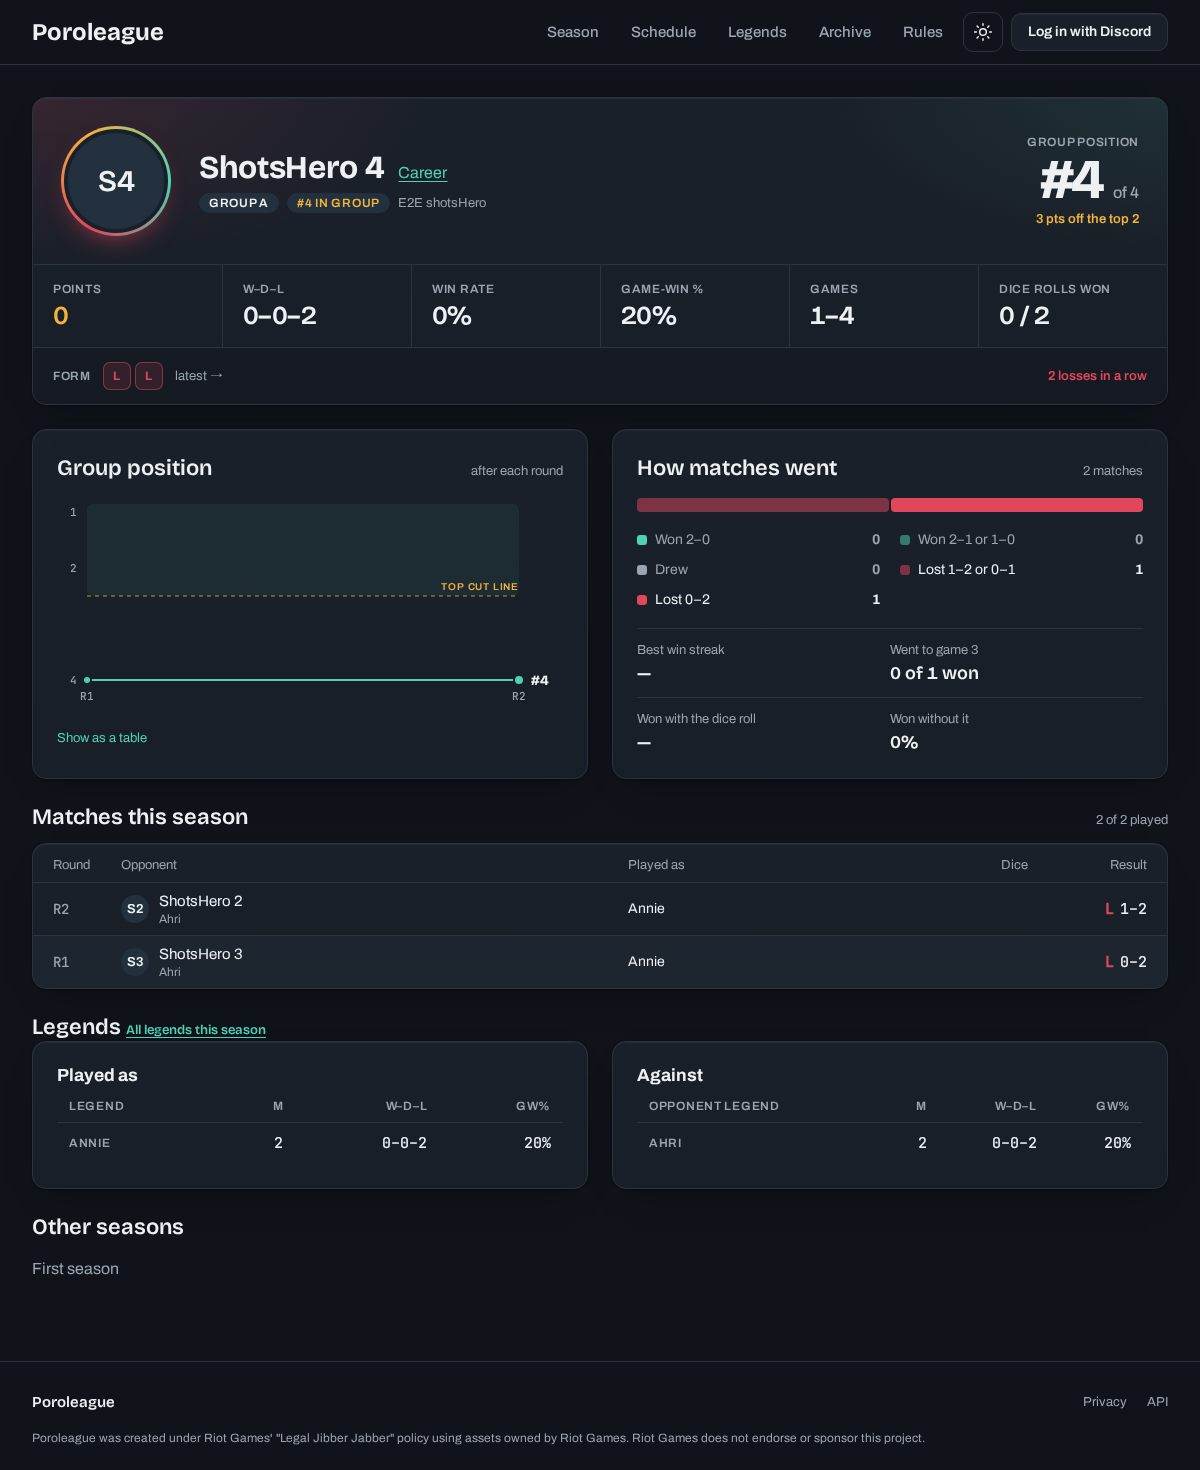 Poroleague
Season Schedule Legends Archive Rules Log in with Discord
S4
ShotsHero 4 Career
GROUP A #4 IN GROUP E2E shotsHero
GROUP POSITION
#4 of 4
3 pts off the top 2
POINTS W–D–L WIN RATE GAME-WIN % GAMES DICE ROLLS WON
0 0–0–2 0% 20% 1–4 0 / 2
FORM L L latest → 2 losses in a row
Group position after each round
1
2
TOP CUT LINE
4 #4
R1 R2
Show as a table
How matches went 2 matches
Won 2–0 0 Won 2–1 or 1–0 0
Drew 0 Lost 1–2 or 0–1 1
Lost 0–2 1
Best win streak Went to game 3
— 0 of 1 won
Won with the dice roll Won without it
— 0%
Matches this season 2 of 2 played
Round Opponent Played as Dice Result
R2 S2 ShotsHero 2 Annie L 1–2
Ahri
R1 S3 ShotsHero 3 Annie L 0–2
Ahri
Legends All legends this season
Played as
LEGEND M W–D–L GW%
ANNIE 2 0–0–2 20%
Against
OPPONENT LEGEND M W–D–L GW%
AHRI 2 0–0–2 20%
Other seasons
First season
Poroleague Privacy API
Poroleague was created under Riot Games' "Legal Jibber Jabber" policy using assets owned by Riot Games. Riot Games does not endorse or sponsor this project.